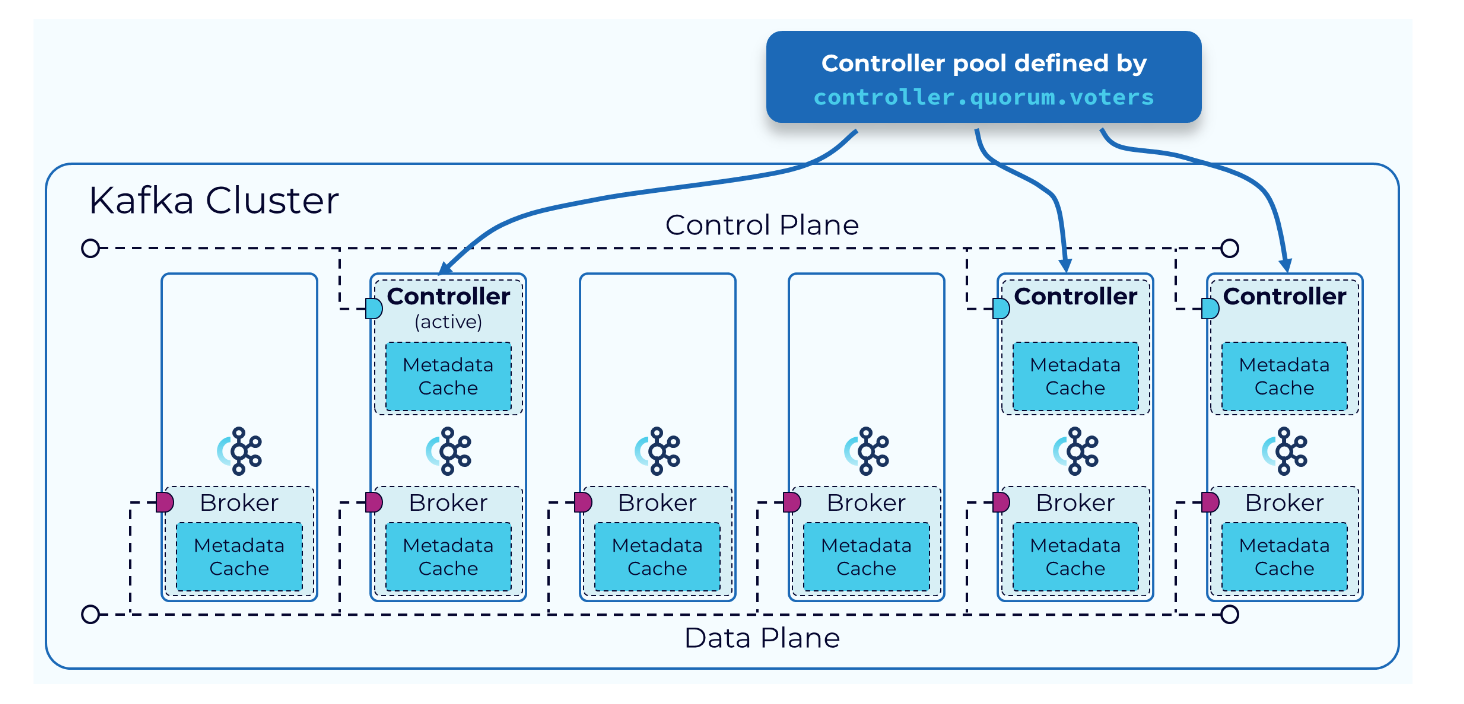 Controller pool defined by
controller.quorum.voters
Kafka Cluster
Control Plane
Controller
(active)
Metadata
Cache
Controller
Metadata
Cache
Controller
Metadata
Cache
Broker
Metadata
Cache
Broker
Metadata
Cache
Broker
Metadata
Cache
Broker
Metadata
Cache
Broker
Metadata
Cache
Broker
Metadata
Cache
Data Plane